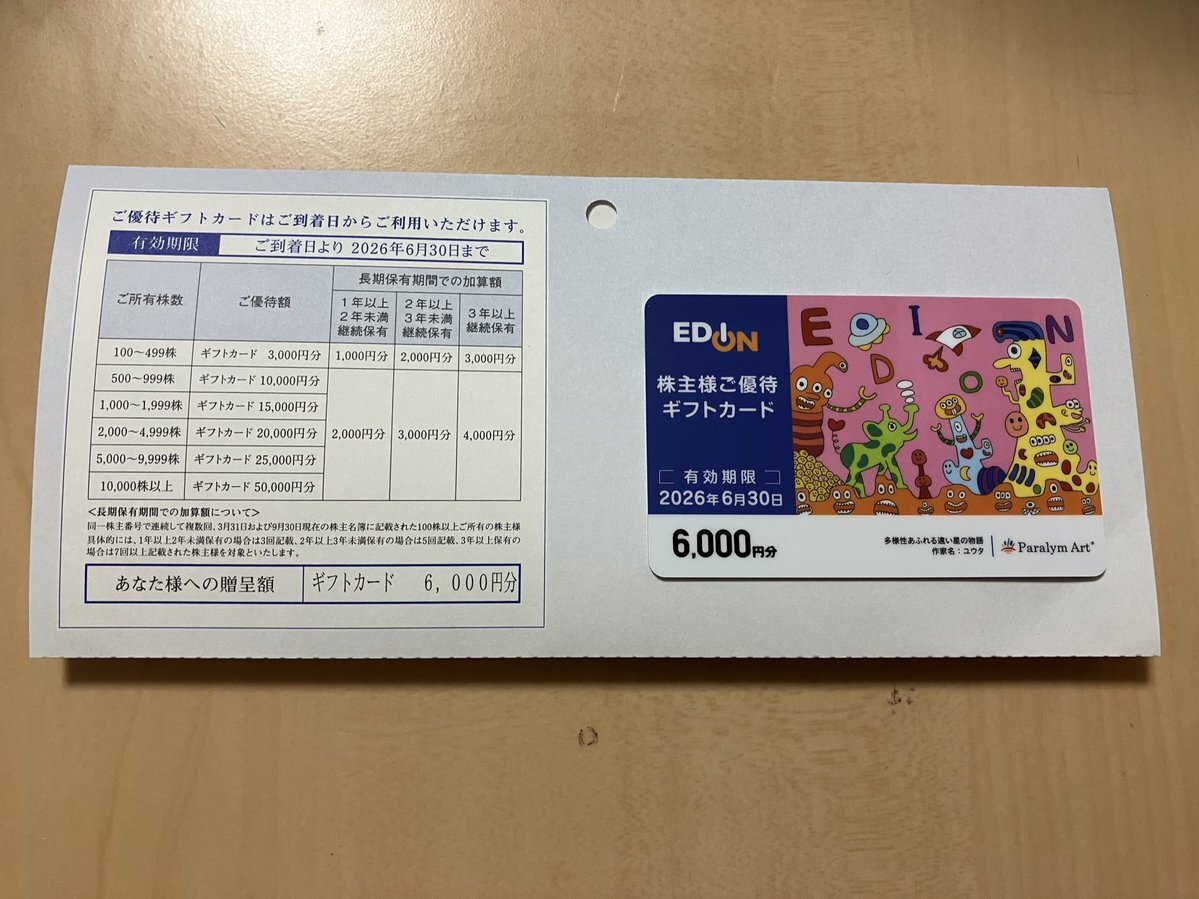 ご優待ギフトカードはご到着日からご利用いただけます。
有効期限 ご到着日より 2026年6月30日まで
ご所有株数 ご優待額 長期保有期間での加算額
1年以上2年未満継続保有 2年以上3年未満継続保有 3年以上継続保有
100〜499株 ギフトカード 3,000円分 1,000円分 2,000円分 3,000円分
500〜999株 ギフトカード 10,000円分
1,000〜1,999株 ギフトカード 15,000円分
2,000〜4,999株 ギフトカード 20,000円分 2,000円分 3,000円分 4,000円分
5,000〜9,999株 ギフトカード 25,000円分
10,000株以上 ギフトカード 50,000円分
<長期保有期間での加算額について>
同一株主番号で連続して複数回、3月31日および9月30日現在の株主名簿に記載された100株以上ご所有の株主様
具体的には、1年以上2年未満保有の場合は3回記載、2年以上3年未満保有の場合は5回記載、3年以上保有の
場合は7回以上記載された株主様を対象といたします。
あなた様への贈呈額 ギフトカード 6,000円分
EDION
株主様ご優待
ギフトカード
有効期限
2026年6月30日
6,000円分
E D I O N
多様性あふれる遠い星の物語
作家名：ユウタ
Paralym Art*